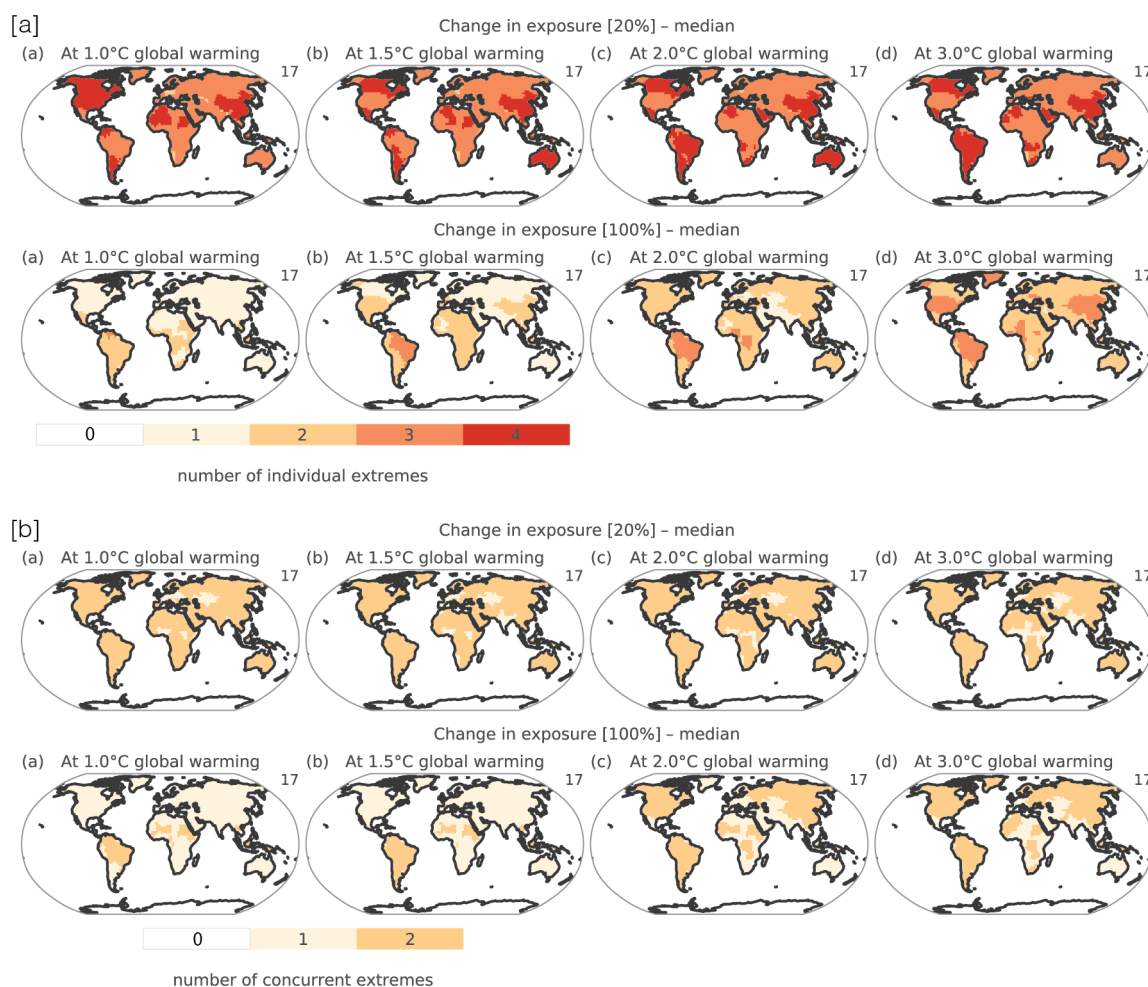 [a]
Change in exposure [20%] – median
(a) At 1.0°C global warming
17
(b) At 1.5°C global warming
17
(c) At 2.0°C global warming
17
(d) At 3.0°C global warming
17
Change in exposure [100%] – median
(a) At 1.0°C global warming
17
(b) At 1.5°C global warming
17
(c) At 2.0°C global warming
17
(d) At 3.0°C global warming
17
0 1 2 3 4
number of individual extremes
[b]
Change in exposure [20%] – median
(a) At 1.0°C global warming
17
(b) At 1.5°C global warming
17
(c) At 2.0°C global warming
17
(d) At 3.0°C global warming
17
Change in exposure [100%] – median
(a) At 1.0°C global warming
17
(b) At 1.5°C global warming
17
(c) At 2.0°C global warming
17
(d) At 3.0°C global warming
17
0 1 2
number of concurrent extremes